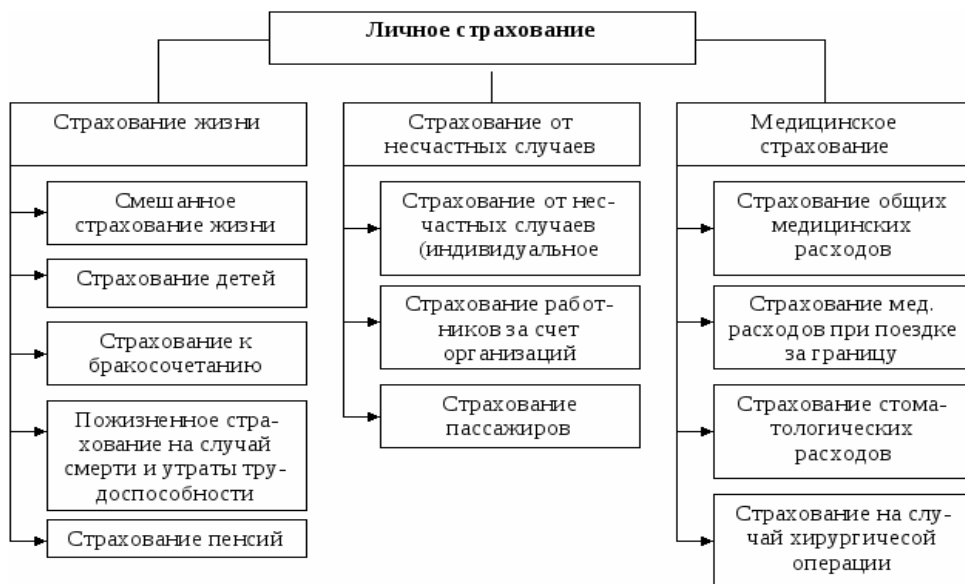 Личное страхование
Страхование жизни
Смешанное
страхование жизни
Страхование детей
Страхование к
бракосочетанию
Пожизненное стра-
хование на случай
смерти и утраты тру-
доспособности
Страхование пенсий
Страхование от
несчастных случаев
Страхование от нес-
частных случаев
(индивидуальное
Страхование работ-
ников за счет
организаций
Страхование
пассажиров
Медицинское
страхование
Страхование общих
медицинских
расходов
Страхование мед.
расходов при поездке
за границу
Страхование стома-
тологических
расходов
Страхование на слу-
чай хирургичесой
операции